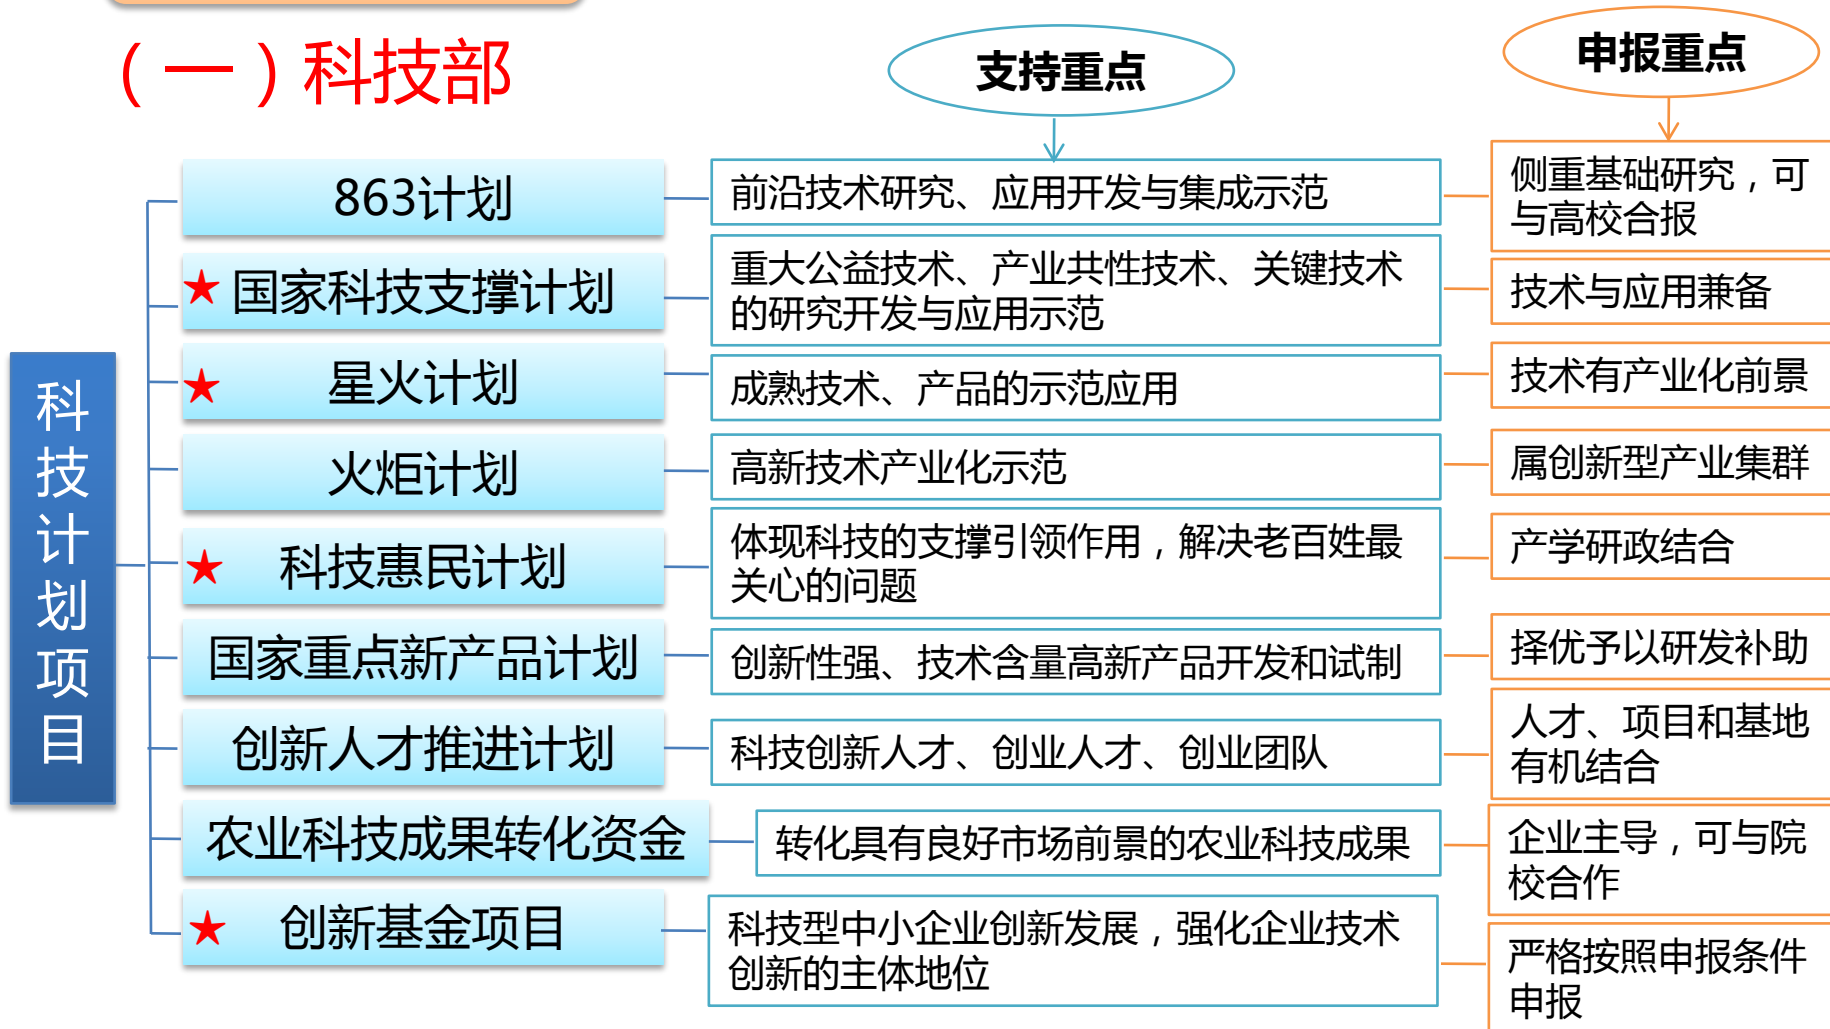 （一）科技部
支持重点
申报重点
科技计划项目
863计划
前沿技术研究、应用开发与集成示范
侧重基础研究，可
与高校合报
★国家科技支撑计划
重大公益技术、产业共性技术、关键技术
的研究开发与应用示范
技术与应用兼备
★星火计划
成熟技术、产品的示范应用
技术有产业化前景
火炬计划
高新技术产业化示范
属创新型产业集群
★科技惠民计划
体现科技的支撑引领作用，解决老百姓最
关心的问题
产学研政结合
国家重点新产品计划
创新性强、技术含量高新产品开发和试制
择优予以研发补助
创新人才推进计划
科技创新人才、创业人才、创业团队
人才、项目和基地
有机结合
农业科技成果转化资金
转化具有良好市场前景的农业科技成果
企业主导，可与院
校合作
★创新基金项目
科技型中小企业创新发展，强化企业技术
创新的主体地位
严格按照申报条件
申报